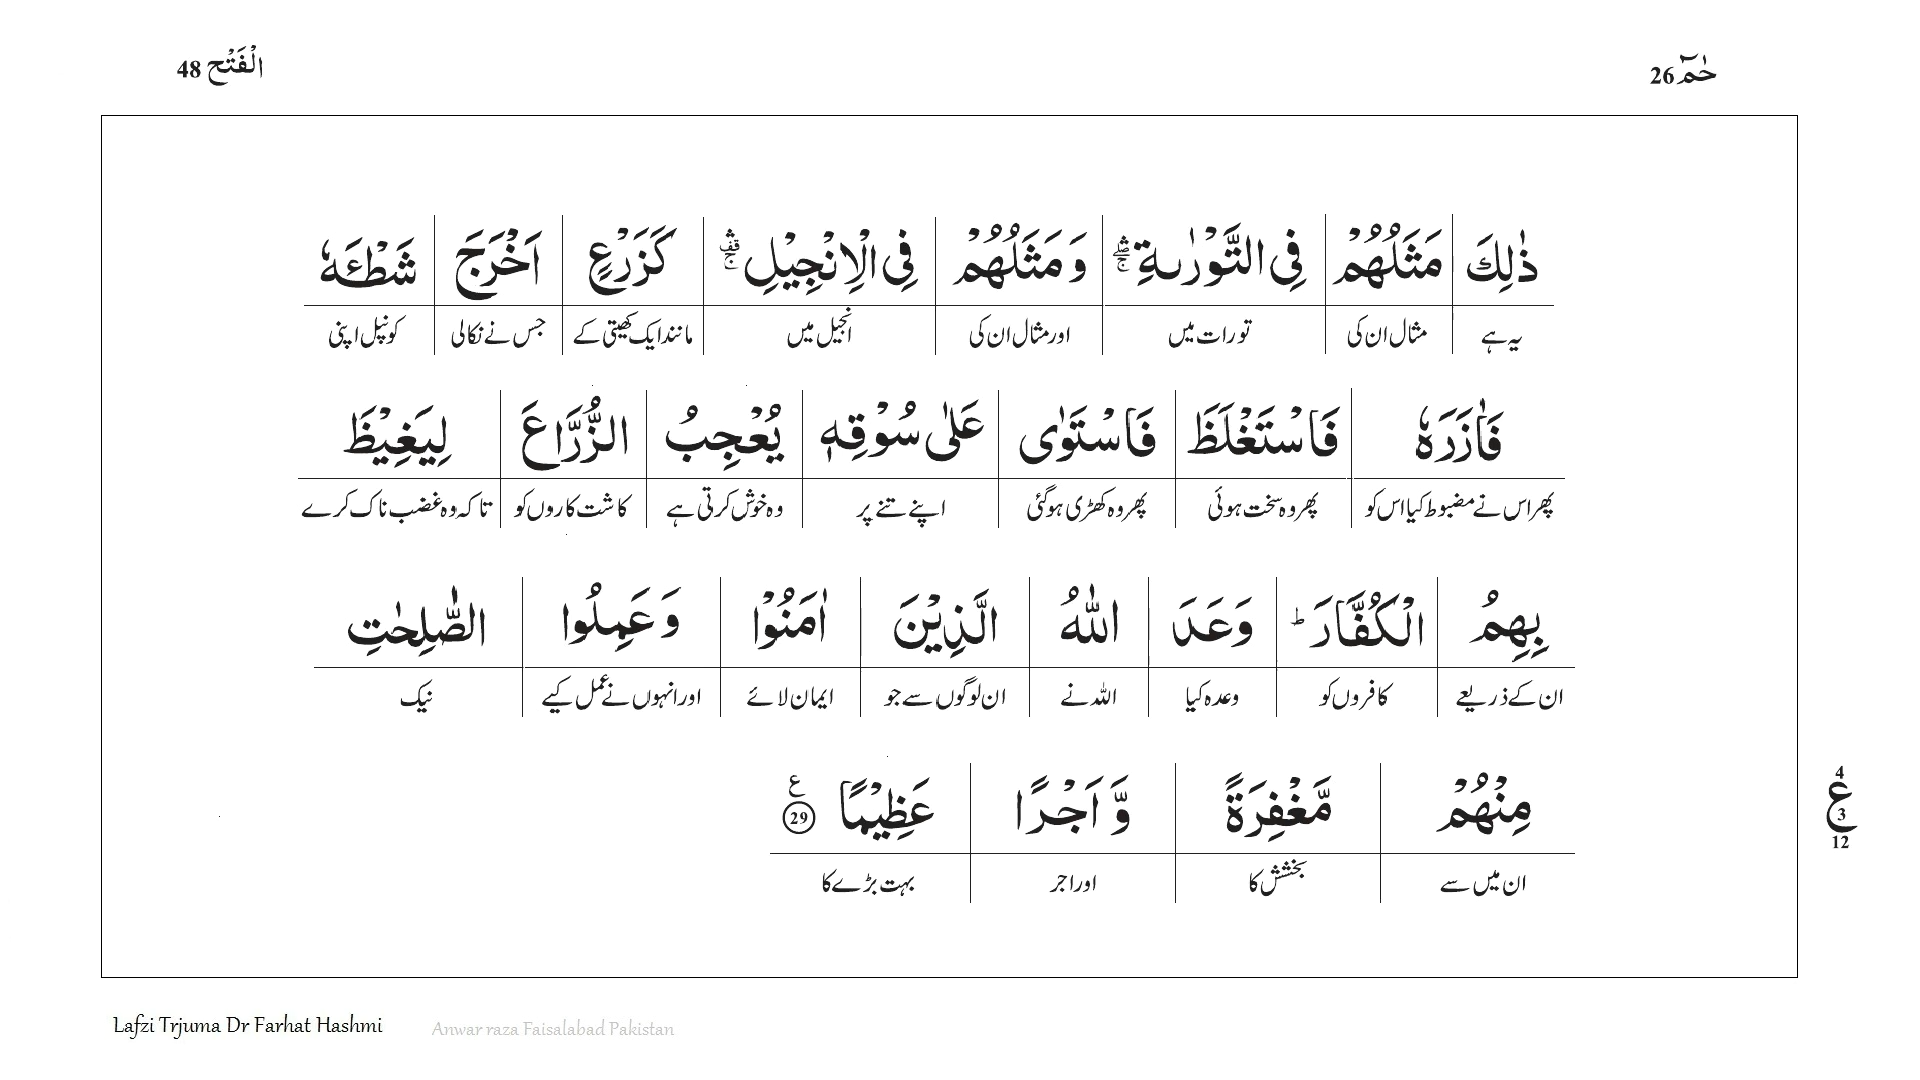 حٰمٓ 26
الْفَتْح 48
ذٰلِكَ مَثَلُهُمْ فِی التَّوْرٰىةِ ۛۖۚ وَ مَثَلُهُمْ فِی الْاِنْجِیْلِ ۛ۫ۚ كَزَرْعٍ اَخْرَجَ شَطْـَٔهٗ
یہ ہے مثال ان کی تورات میں اور مثال ان کی انجیل میں مانند ایک کھیتی کے جس نے نکالی کونپل اپنی
فَاٰزَرَهٗ فَاسْتَغْلَظَ فَاسْتَوٰی عَلٰی سُوْقِهٖ یُعْجِبُ الزُّرَّاعَ لِیَغِیْظَ
پھر اس نے مضبوط کیا اس کو پھر وہ سخت ہوئی پھر وہ کھڑی ہوگئی اپنے تنے پر وہ خوش کرتی ہے کاشت کاروں کو تاکہ وہ غضب ناک کرے
بِهِمُ الْكُفَّارَ ؕ وَعَدَ اللّٰهُ الَّذِیْنَ اٰمَنُوْا وَ عَمِلُوا الصّٰلِحٰتِ
ان کے ذریعے کافروں کو وعدہ کیا اللہ نے ان لوگوں سے جو ایمان لائے اور انہوں نے عمل کیے نیک
مِنْهُمْ مَّغْفِرَةً وَّ اَجْرًا عَظِیْمًا ع 29
ان میں سے بخشش کا اور اجر بہت بڑے کا
4
ع 3
12
Lafzi Trjuma Dr Farhat Hashmi
Anwar raza Faisalabad Pakistan